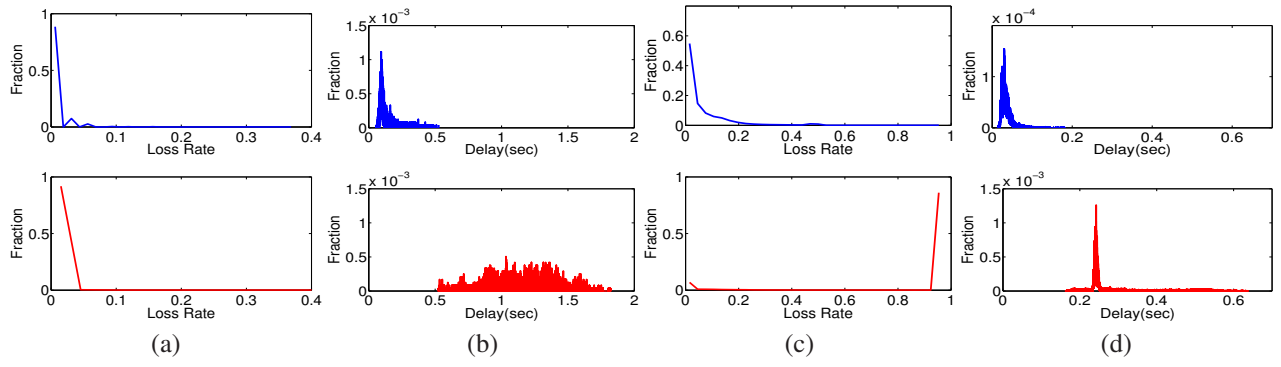 1
0.5
0
0 0.1 0.2 0.3 0.4
Fraction
Loss Rate
x 10⁻³
1.5
1
0.5
0
0 0.5 1 1.5 2
Fraction
Delay(sec)
0.8
0.6
0.4
0.2
0
0 0.2 0.4 0.6 0.8 1
Fraction
Loss Rate
x 10⁻⁴
1
0
0 0.2 0.4 0.6
Fraction
Delay(sec)
1
0.5
0
0 0.1 0.2 0.3 0.4
Fraction
Loss Rate
x 10⁻³
1.5
1
0.5
0
0 0.5 1 1.5 2
Fraction
Delay(sec)
1
0.5
0
0 0.2 0.4 0.6 0.8 1
Fraction
Loss Rate
x 10⁻³
1.5
1
0.5
0
0 0.2 0.4 0.6
Fraction
Delay(sec)
(a) (b) (c) (d)